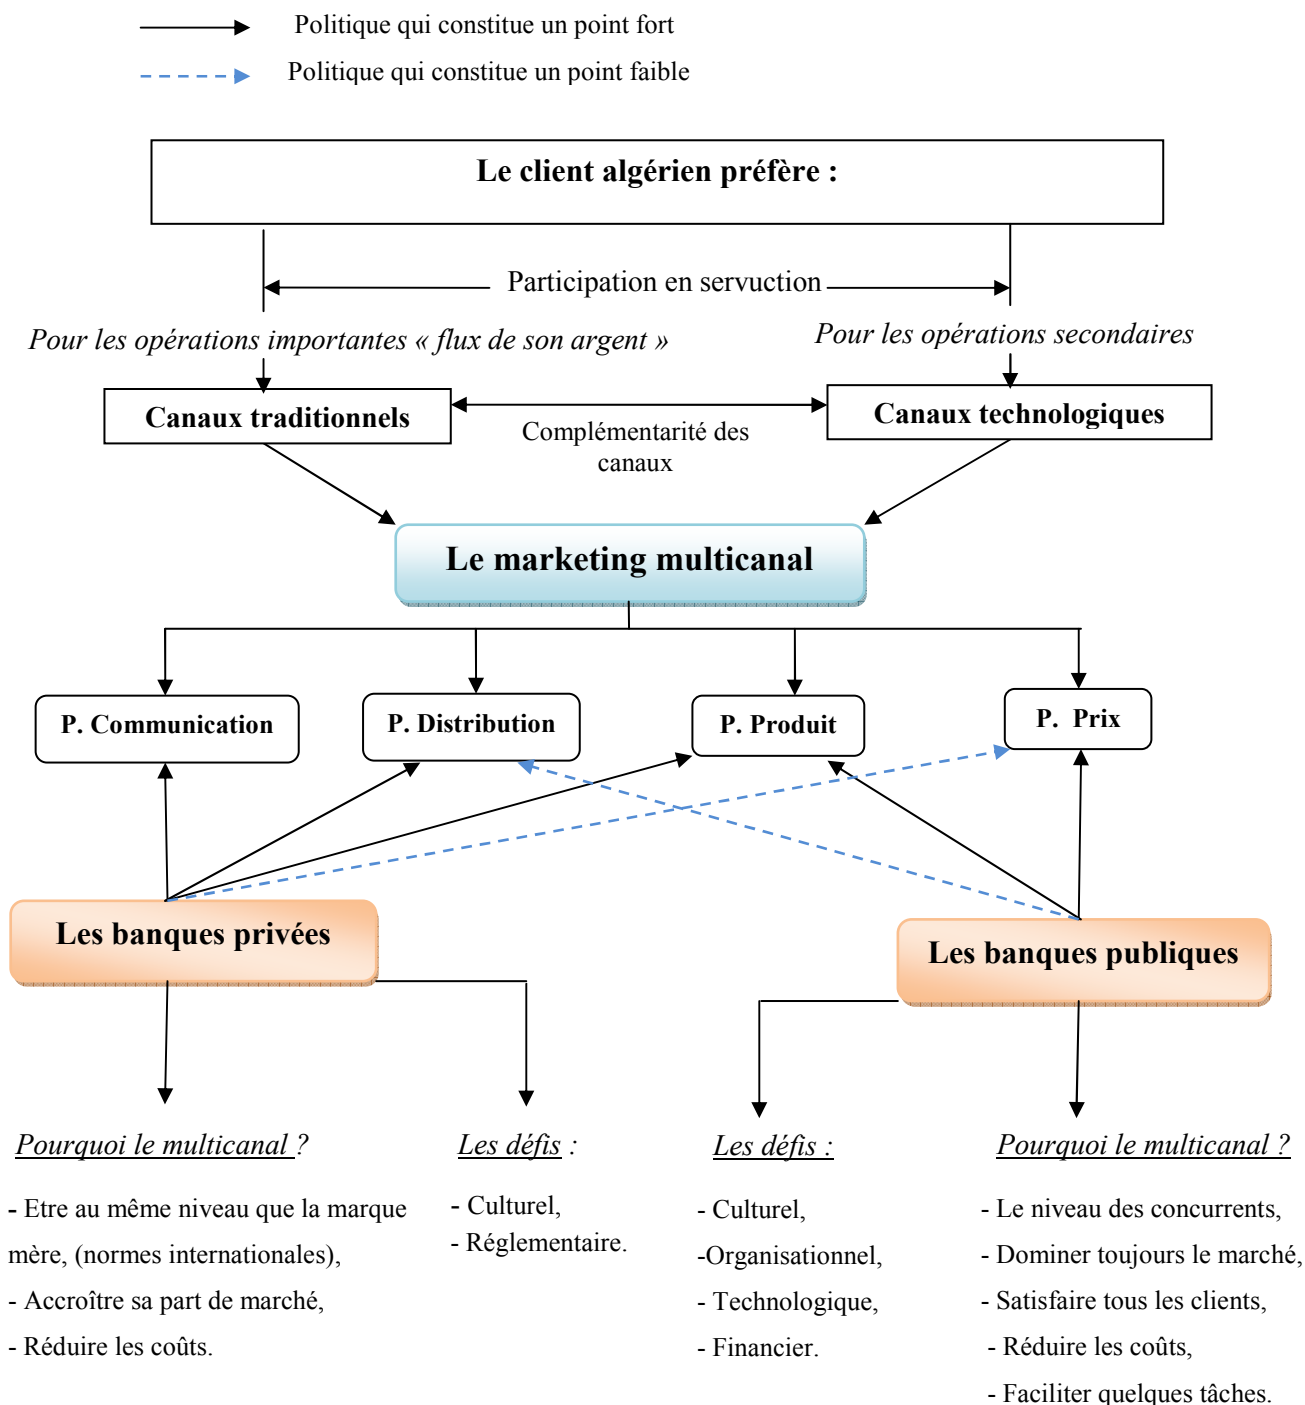 Politique qui constitue un point fort
Politique qui constitue un point faible
Le client algérien préfère :
Participation en servuction
Pour les opérations importantes « flux de son argent »
Pour les opérations secondaires
Canaux traditionnels
Canaux technologiques
Complémentarité des
canaux
Le marketing multicanal
P. Communication
P. Distribution
P. Produit
P. Prix
Les banques privées
Les banques publiques
Pourquoi le multicanal ?
- Etre au même niveau que la marque
mère, (normes internationales),
- Accroître sa part de marché,
- Réduire les coûts.
Les défis :
- Culturel,
- Réglementaire.
Les défis :
- Culturel,
-Organisationnel,
- Technologique,
- Financier.
Pourquoi le multicanal ?
- Le niveau des concurrents,
- Dominer toujours le marché,
- Satisfaire tous les clients,
- Réduire les coûts,
- Faciliter quelques tâches.